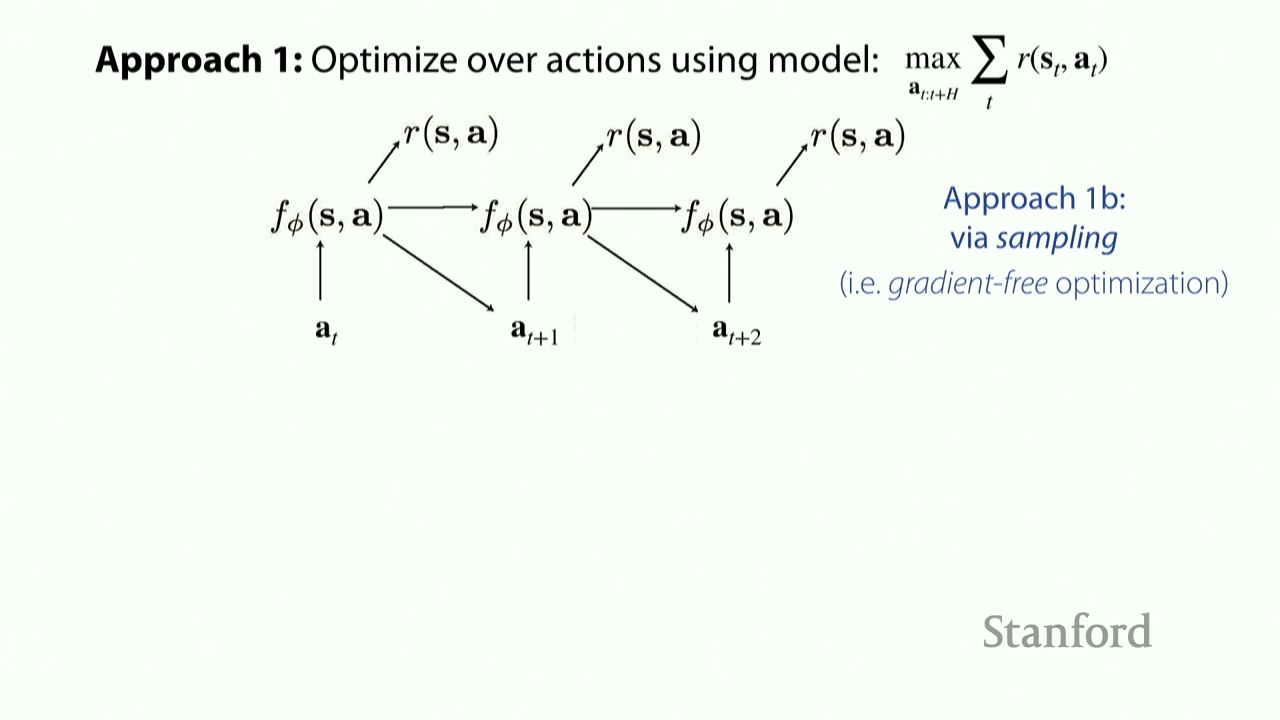 Approach 1: Optimize over actions using model: max_{a_{t:t+H}} ∑_t r(s_t, a_t)
r(s, a) r(s, a) r(s, a)
f_ϕ(s, a) f_ϕ(s, a) f_ϕ(s, a)
a_t a_{t+1} a_{t+2}
Approach 1b:
via sampling
(i.e. gradient-free optimization)
Stanford